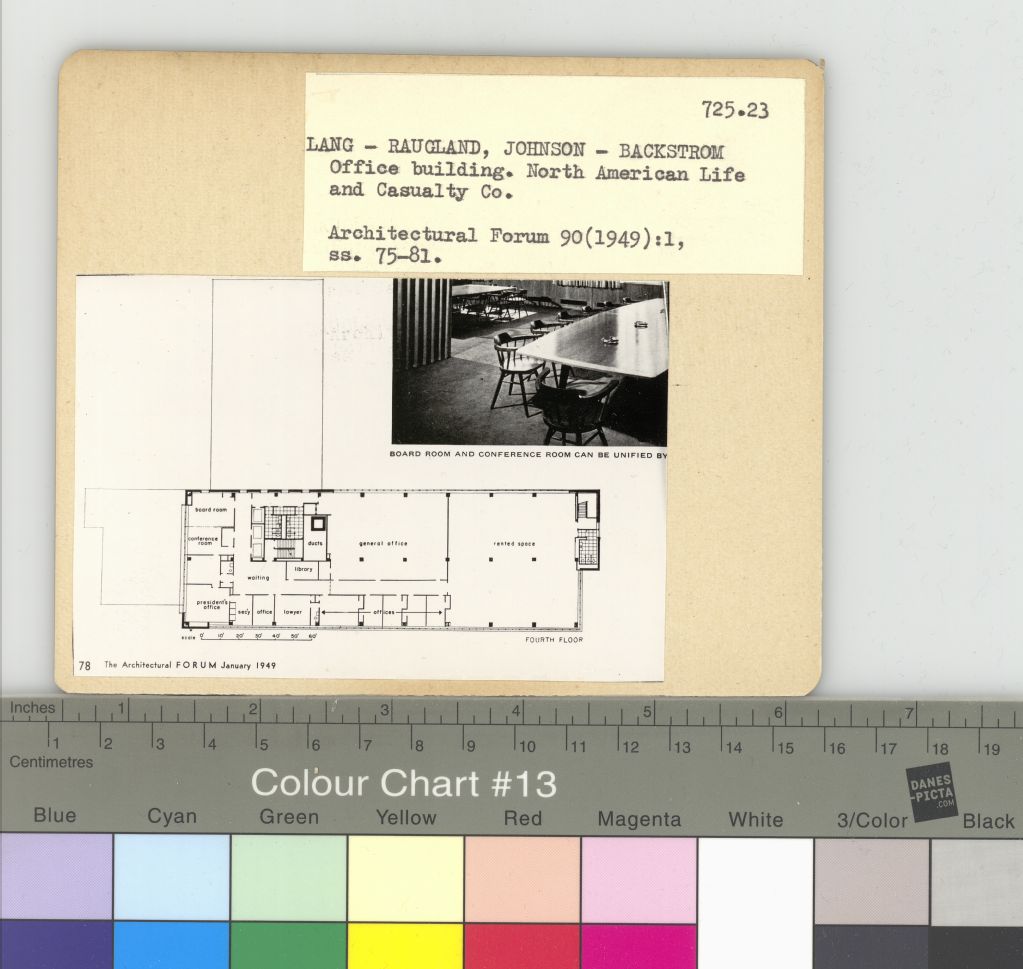 725.23
LANG - RAUGLAND, JOHNSON - BACKSTROM
Office building. North American Life
and Casualty Co.
Architectural Forum 90(1949):1,
ss. 75-81.
BOARD ROOM AND CONFERENCE ROOM CAN BE UNIFIED BY
board room
conference
room
ducts
general office
rented space
library
waiting
president's
office
sec'y
office
lawyer
offices
scale 0' 10' 20' 30' 40' 50' 60'
FOURTH FLOOR
78 The Architectural FORUM January 1949
Inches 1 2 3 4 5 6 7
1 2 3 4 5 6 7 8 9 10 11 12 13 14 15 16 17 18 19
Centimetres
Colour Chart #13
DANES
-PICTA
.COM
Blue Cyan Green Yellow Red Magenta White 3/Color Black